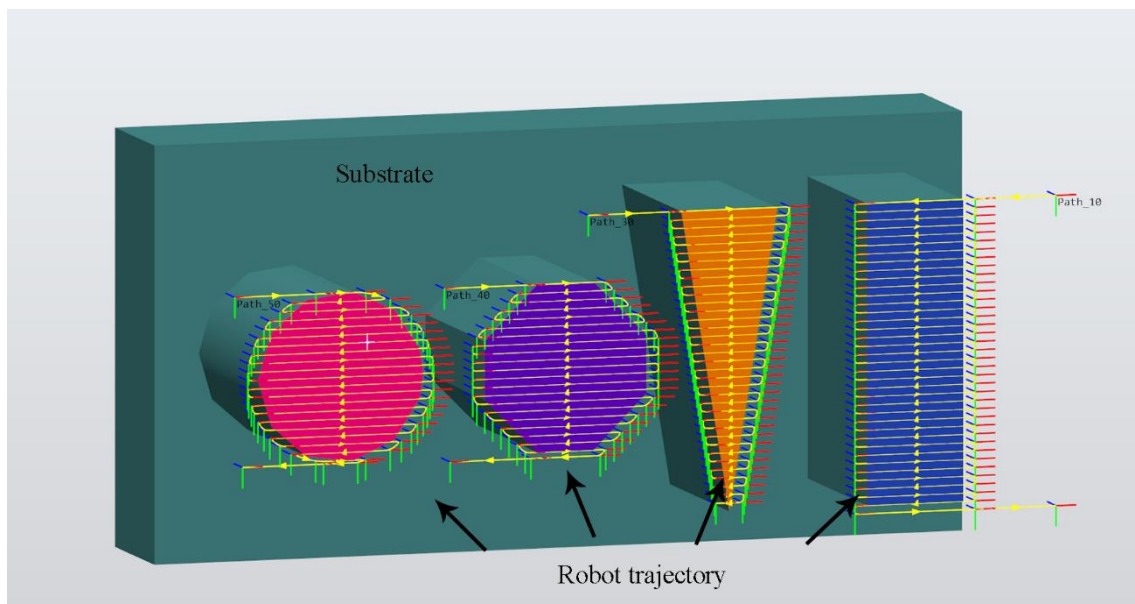 Substrate
Path_10
Path_30
Path_40
Path_50
Robot trajectory